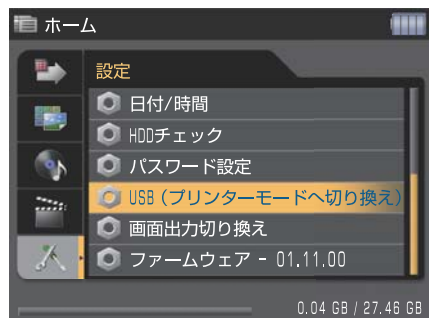 ホーム
設定
日付/時間
HDDチェック
パスワード設定
USB（プリンターモードへ切り換え）
画面出力切り換え
ファームウェア - 01.11.00
0.04 GB / 27.46 GB